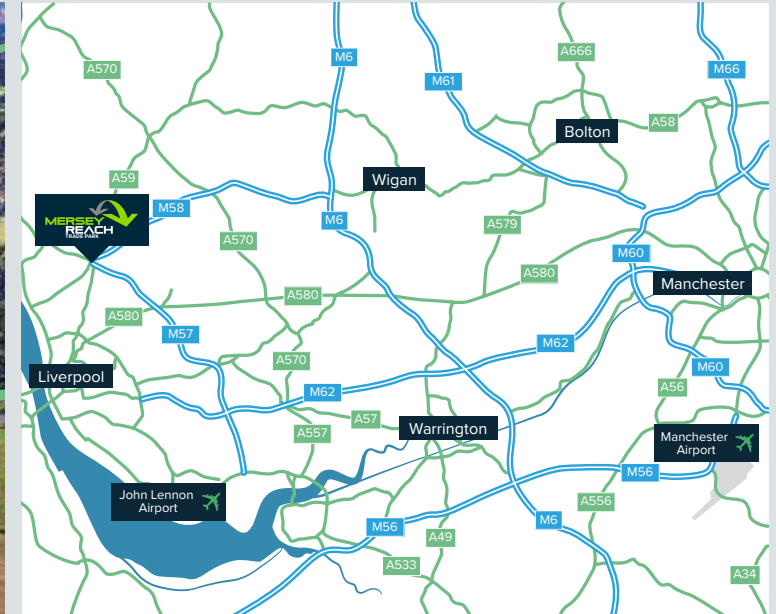 M6
A666
A570
M61
M66
A58
Bolton
A59
Wigan
MERSEY
REACH
TRADE PARK
M58
M6
A579
A570
M60
A580
Manchester
A580
A580
M57
M62
A570
M60
Liverpool
M62
A56
A57
Warrington
A557
Manchester
Airport
M56
John Lennon
Airport
A556
M56
M6
A49
A533
A34